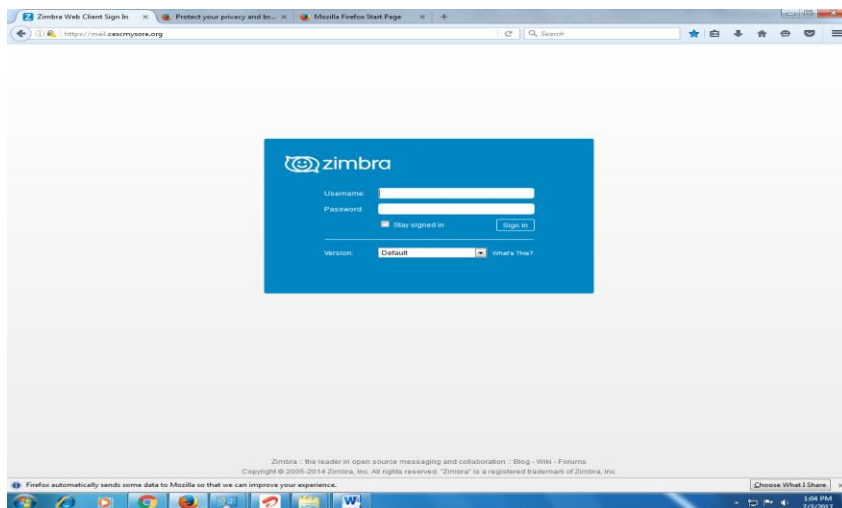 Zimbra Web Client Sign In
Protect your privacy and br...
Mozilla Firefox Start Page
https://mail.cescmysore.org
Search
zimbra
Username:
Password:
Stay signed in
Sign In
Version:
Default
What's This?
Zimbra :: the leader in open source messaging and collaboration :: Blog - Wiki - Forums
Copyright © 2005-2014 Zimbra, Inc. All rights reserved. "Zimbra" is a registered trademark of Zimbra, Inc.
Firefox automatically sends some data to Mozilla so that we can improve your experience.
Choose What I Share
1:04 PM
7/3/2017